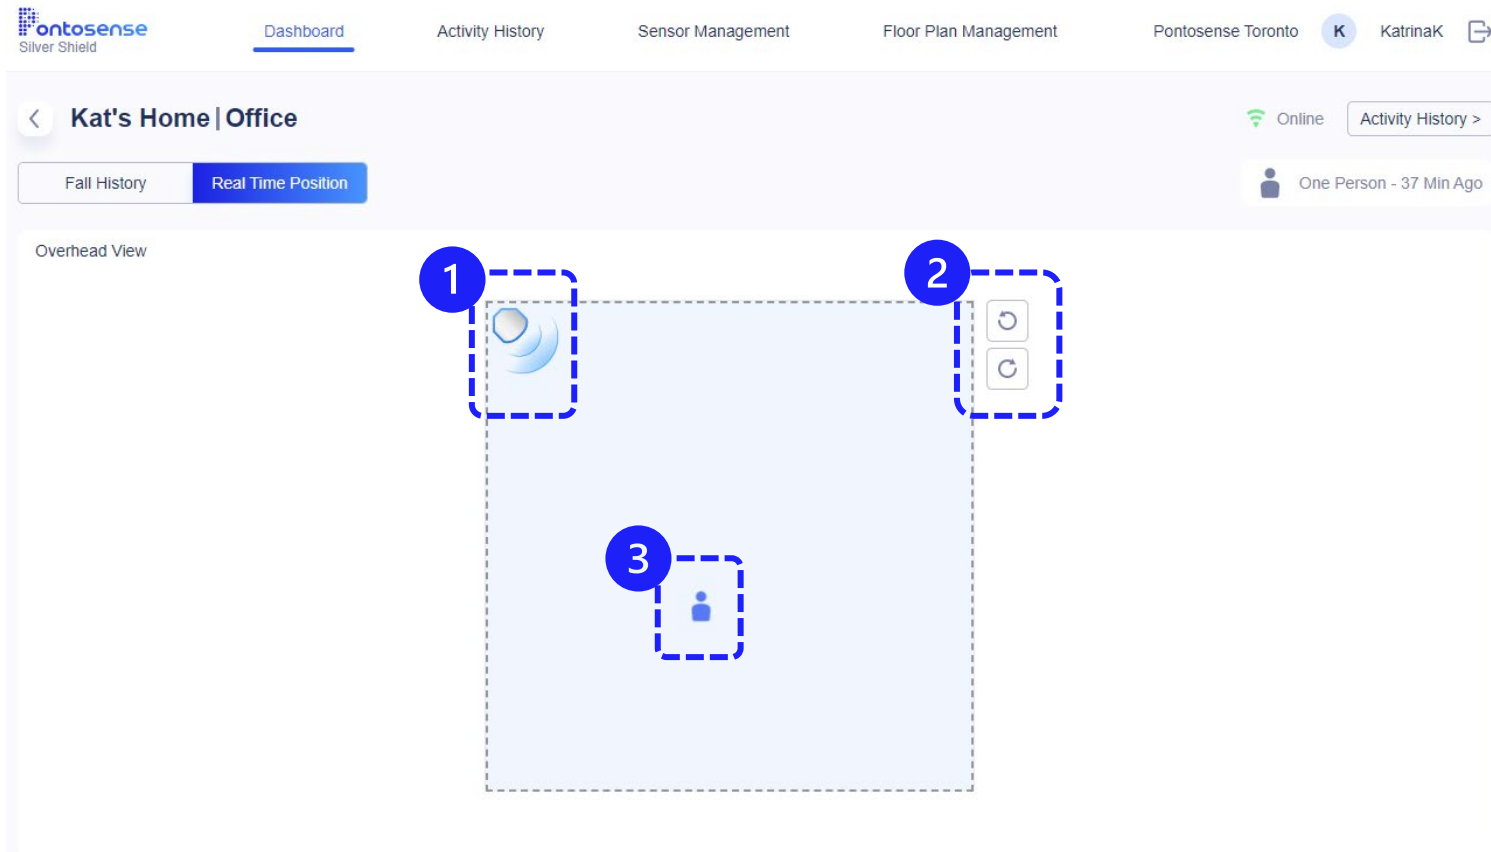 Pontosense
Silver Shield
Dashboard
Activity History
Sensor Management
Floor Plan Management
Pontosense Toronto
K
KatrinaK
Kat's Home | Office
Online
Activity History >
Fall History
Real Time Position
One Person - 37 Min Ago
Overhead View
1
2
3